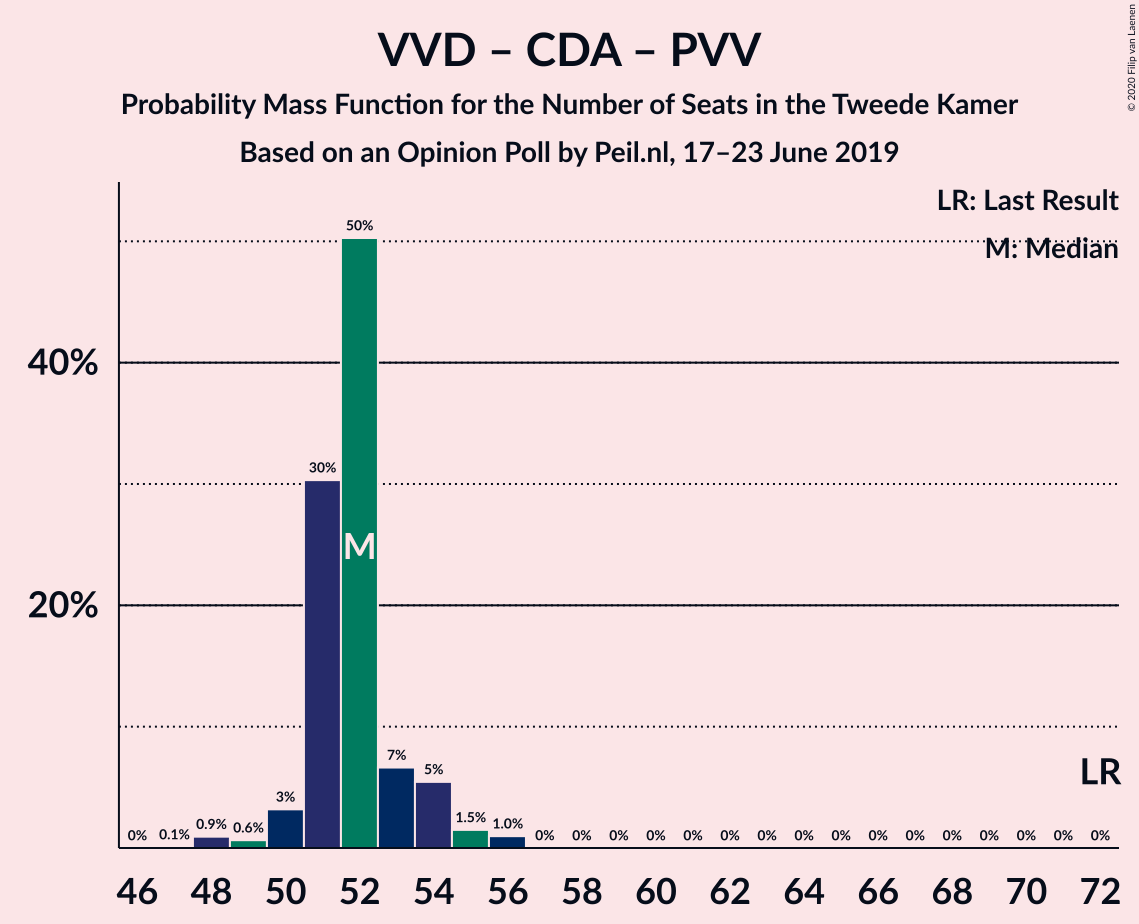 VVD – CDA – PVV
Probability Mass Function for the Number of Seats in the Tweede Kamer
Based on an Opinion Poll by Peil.nl, 17–23 June 2019
© 2020 Filip van Laenen
LR: Last Result
M: Median
40%
20%
0% 0.1% 0.9% 0.6% 3% 30% 50% 7% 5% 1.5% 1.0% 0% 0% 0% 0% 0% 0% 0% 0% 0% 0% 0% 0% 0% 0% 0% 0%
M
LR
46 48 50 52 54 56 58 60 62 64 66 68 70 72